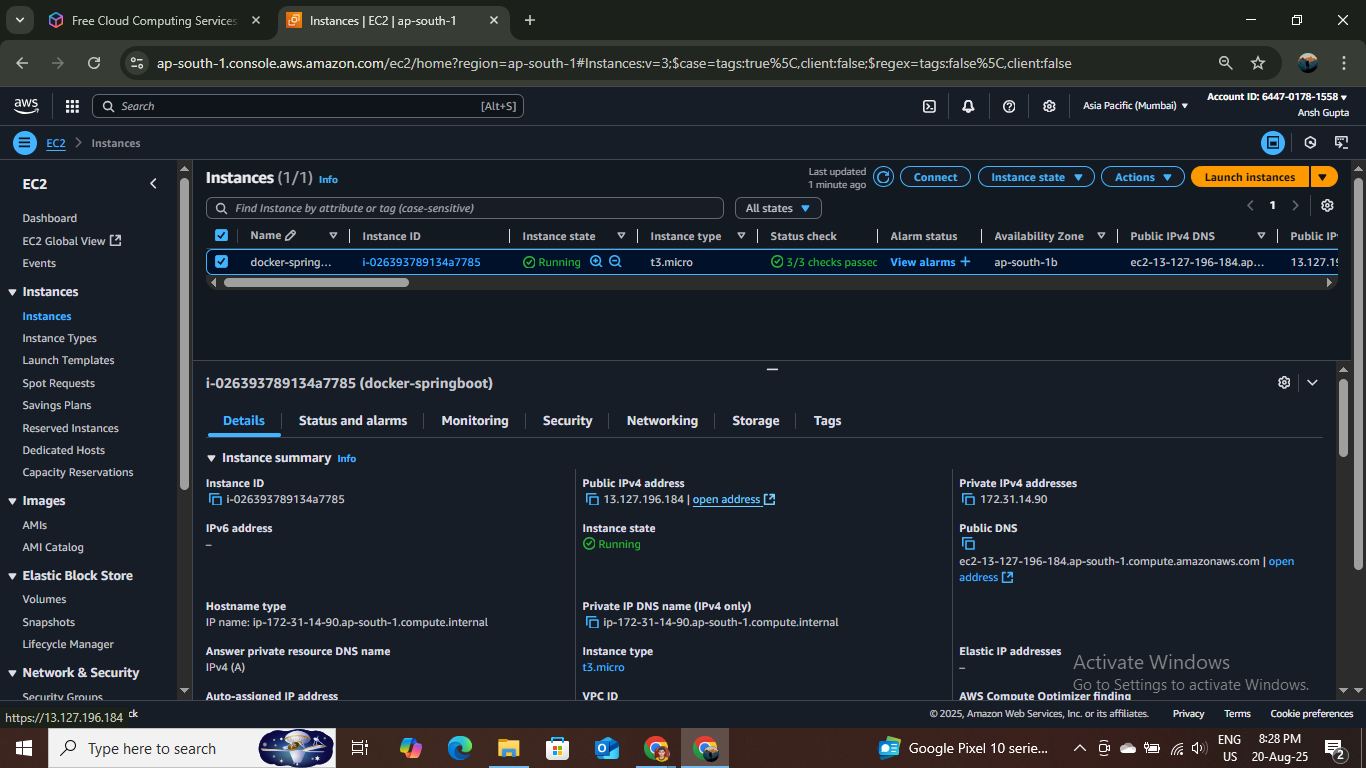 Free Cloud Computing Services
Instances | EC2 | ap-south-1
ap-south-1.console.aws.amazon.com/ec2/home?region=ap-south-1#Instances:v=3;$case=tags:true%5C,client:false;$regex=tags:false%5C,client:false
aws
Search
[Alt+S]
Asia Pacific (Mumbai)
Account ID: 6447-0178-1558
Ansh Gupta
EC2
Instances
EC2
Dashboard
EC2 Global View
Events
Instances
Instances
Instance Types
Launch Templates
Spot Requests
Savings Plans
Reserved Instances
Dedicated Hosts
Capacity Reservations
Images
AMIs
AMI Catalog
Elastic Block Store
Volumes
Snapshots
Lifecycle Manager
Network & Security
Security Groups
Instances (1/1) Info
Last updated
1 minute ago
Connect
Instance state
Actions
Launch instances
Find Instance by attribute or tag (case-sensitive)
All states
1
Name Instance ID Instance state Instance type Status check Alarm status Availability Zone Public IPv4 DNS Public IP
docker-spring... i-026393789134a7785 Running t3.micro 3/3 checks passec View alarms + ap-south-1b ec2-13-127-196-184.ap... 13.127.19
i-026393789134a7785 (docker-springboot)
Details Status and alarms Monitoring Security Networking Storage Tags
Instance summary Info
Instance ID
i-026393789134a7785
Public IPv4 address
13.127.196.184 | open address
Private IPv4 addresses
172.31.14.90
IPv6 address
–
Instance state
Running
Public DNS
ec2-13-127-196-184.ap-south-1.compute.amazonaws.com | open
address
Hostname type
IP name: ip-172-31-14-90.ap-south-1.compute.internal
Private IP DNS name (IPv4 only)
ip-172-31-14-90.ap-south-1.compute.internal
Answer private resource DNS name
IPv4 (A)
Instance type
t3.micro
Elastic IP addresses
–
Auto-assigned IP address
VPC ID
AWS Compute Optimizer finding
Activate Windows
Go to Settings to activate Windows.
https://13.127.196.184
ck
© 2025, Amazon Web Services, Inc. or its affiliates.
Privacy
Terms
Cookie preferences
Type here to search
Google Pixel 10 serie...
ENG
US
8:28 PM
20-Aug-25
2